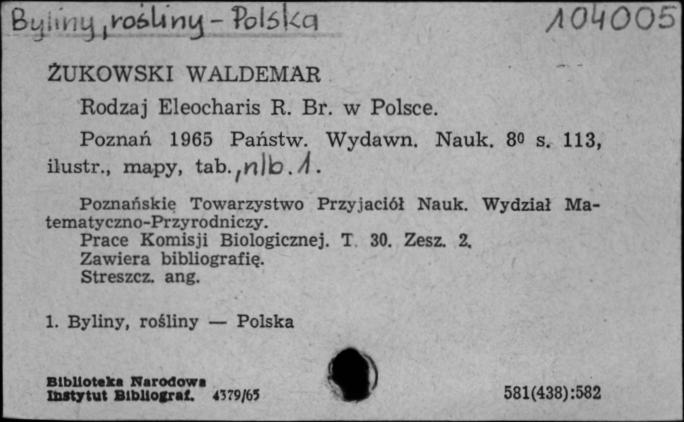 Byliny, rośliny - Polska 104005
ŻUKOWSKI WALDEMAR
Rodzaj Eleocharis R. Br. w Polsce.
Poznań 1965 Państw. Wydawn. Nauk. 8⁰ s. 113,
ilustr., mapy, tab., nlb. 1.
Poznańskie Towarzystwo Przyjaciół Nauk. Wydział Ma-
tematyczno-Przyrodniczy.
Prace Komisji Biologicznej. T. 30. Zesz. 2.
Zawiera bibliografię.
Streszcz. ang.
1. Byliny, rośliny — Polska
Biblioteka Narodowa
Instytut Bibliograf. 4379/65 581(438):582